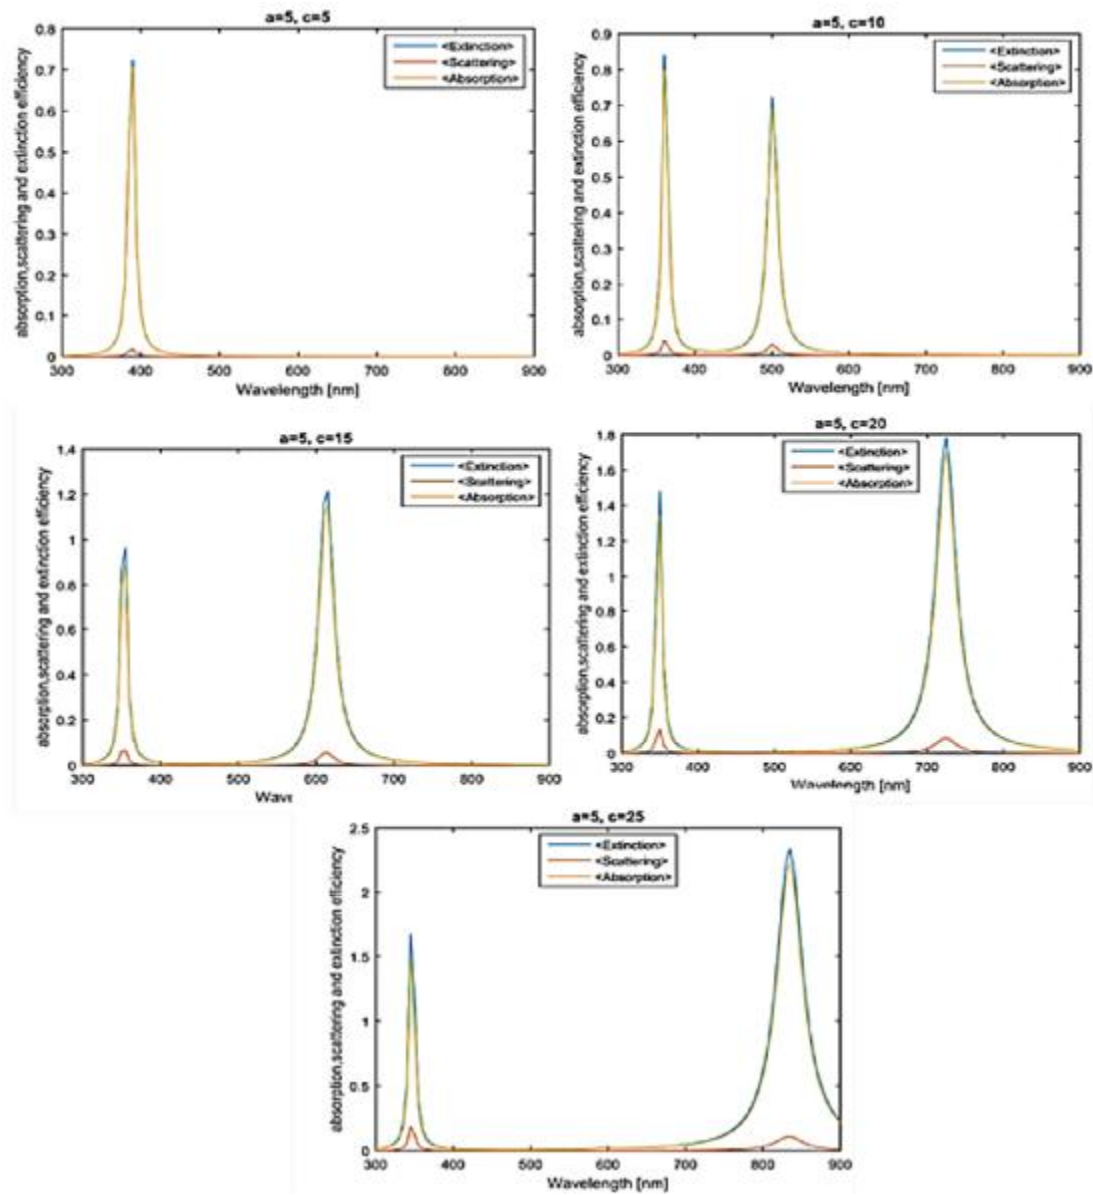 a=5, c=5
absorption,scattering and extinction efficiency
0.8
0.7
0.6
0.5
0.4
0.3
0.2
0.1
0
<Extinction>
<Scattering>
<Absorption>
300 400 500 600 700 800 900
Wavelength [nm]
a=5, c=10
absorption,scattering and extinction efficiency
0.9
0.8
0.7
0.6
0.5
0.4
0.3
0.2
0.1
0
<Extinction>
<Scattering>
<Absorption>
300 400 500 600 700 800 900
Wavelength [nm]
a=5, c=15
absorption,scattering and extinction efficiency
1.4
1.2
1
0.8
0.6
0.4
0.2
0
<Extinction>
<Scattering>
<Absorption>
300 400 500 600 700 800 900
Wave
a=5, c=20
absorption,scattering and extinction efficiency
1.8
1.6
1.4
1.2
1
0.8
0.6
0.4
0.2
0
<Extinction>
<Scattering>
<Absorption>
300 400 500 600 700 800 900
Wavelength [nm]
a=5, c=25
absorption,scattering and extinction efficiency
2.5
2
1.5
1
0.5
0
<Extinction>
<Scattering>
<Absorption>
300 400 500 600 700 800 900
Wavelength [nm]